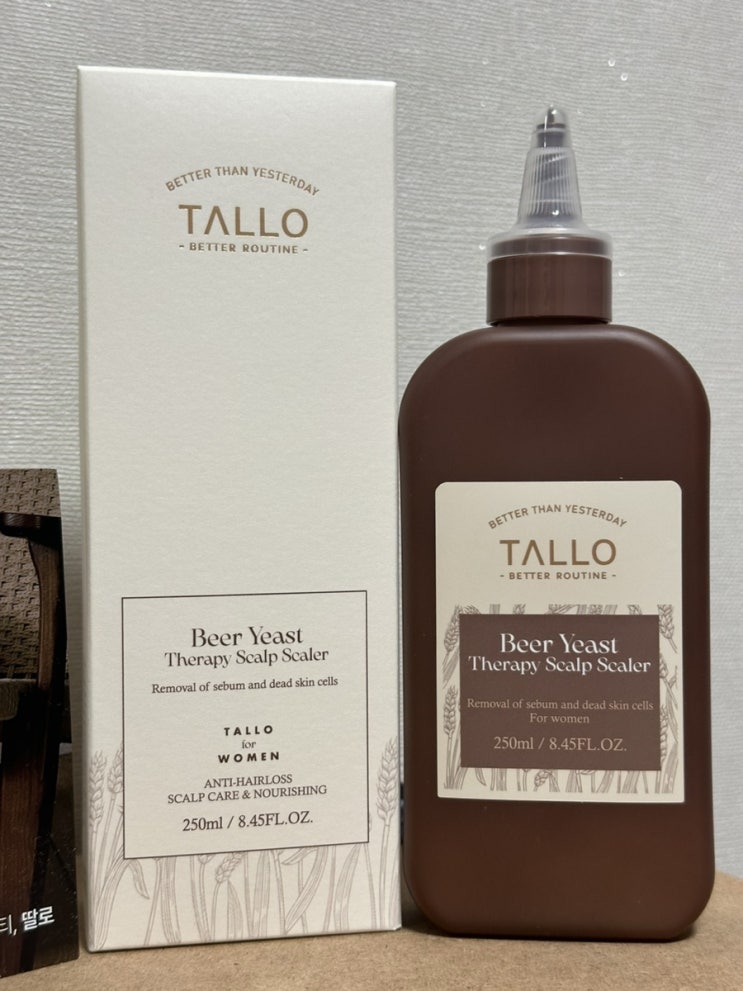 BETTER THAN YESTERDAY
TALLO
- BETTER ROUTINE -
Beer Yeast
Therapy Scalp Scaler
Removal of sebum and dead skin cells
TALLO
for
WOMEN
ANTI-HAIRLOSS
SCALP CARE & NOURISHING
250ml / 8.45FL.OZ.
BETTER THAN YESTERDAY
TALLO
- BETTER ROUTINE -
Beer Yeast
Therapy Scalp Scaler
Removal of sebum and dead skin cells
For women
250ml / 8.45FL.OZ.
티, 딸로